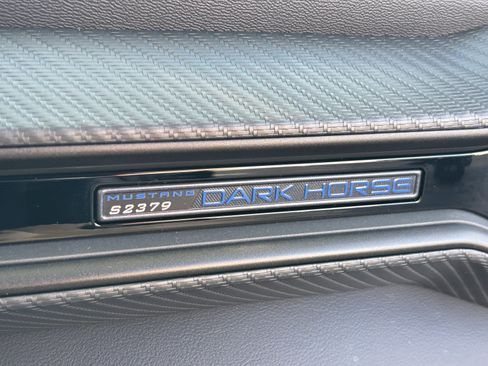 MUSTANG DARK HORSE
S2379